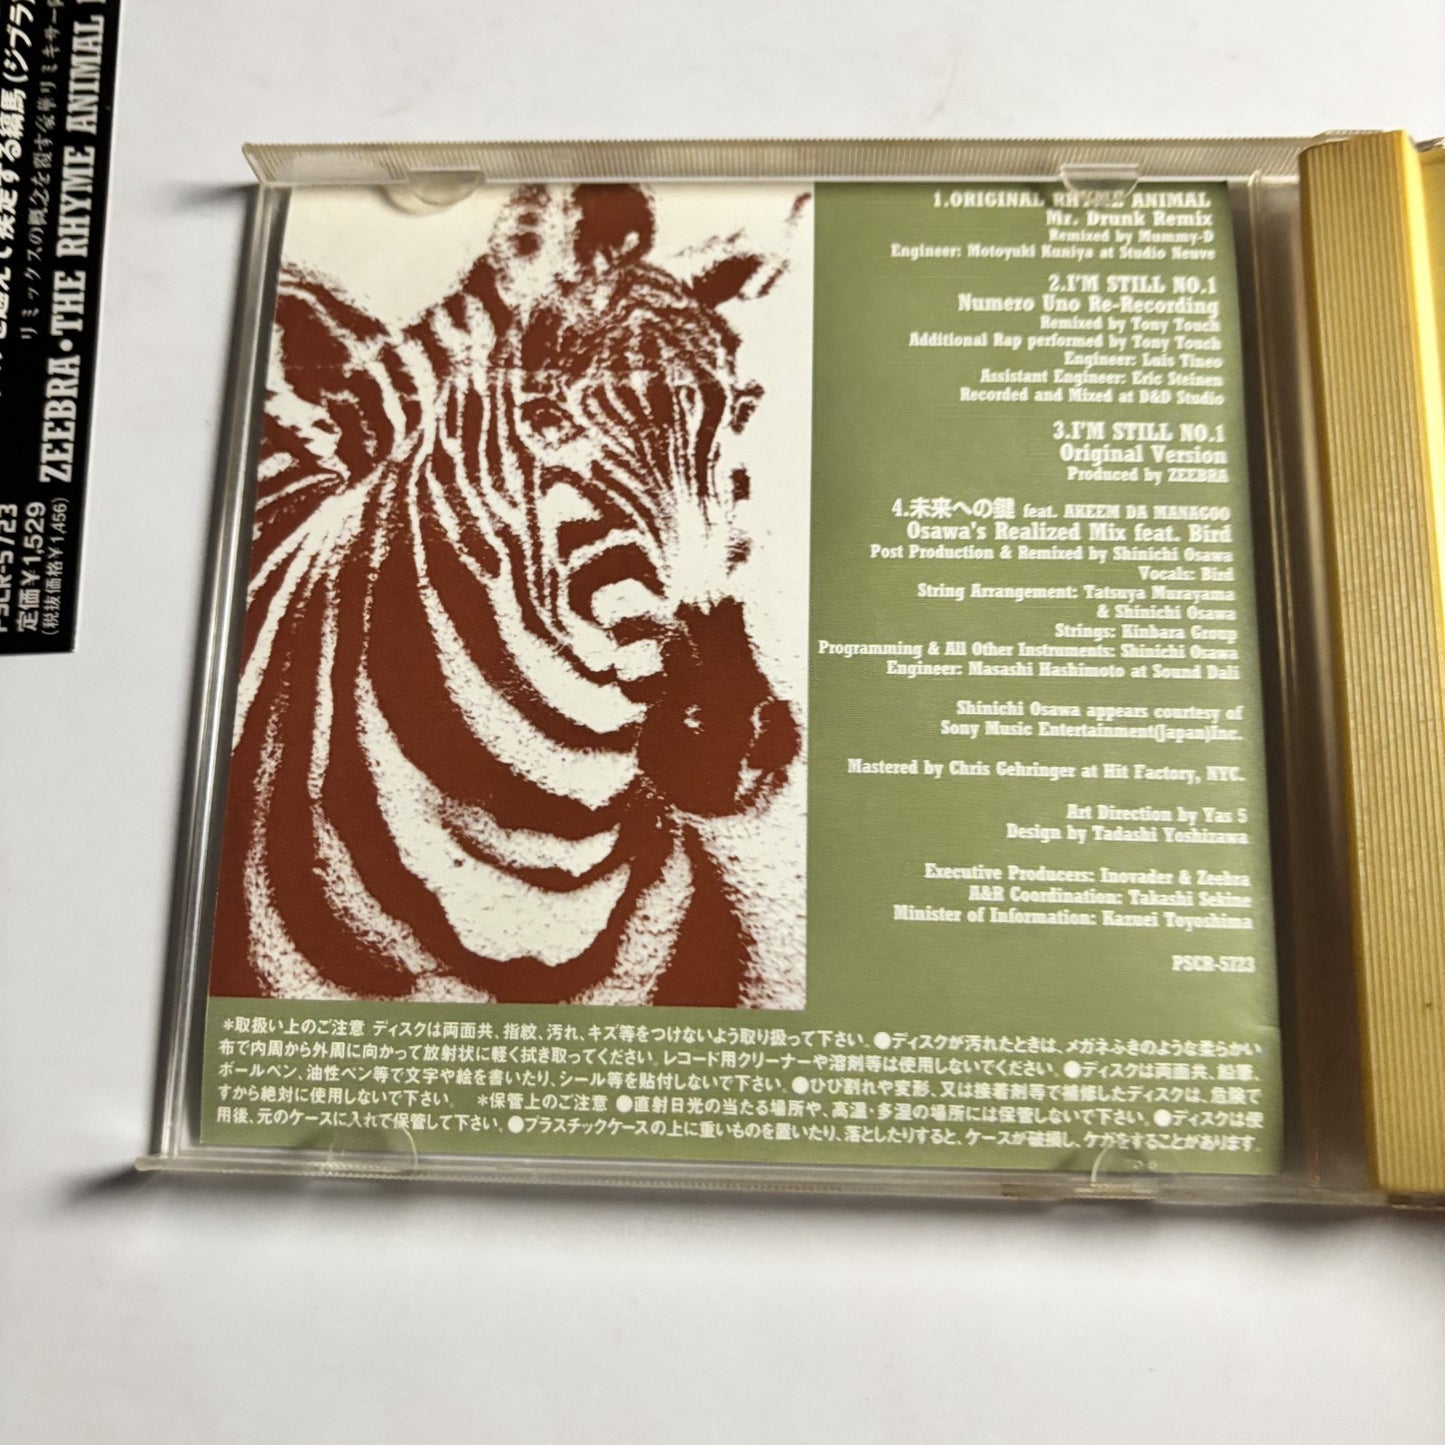 縞馬(ジブラ
リミックスの概念を覆す豪華リミキサー
ZEEBRA・THE RHYME ANIMAL
PSCR-5723
定価¥1,529
(税抜価格¥1,456)
1.ORIGINAL RHYME ANIMAL
Mr. Drunk Remix
Remixed by Mummy-D
Engineer: Motoyuki Kuniya at Studio Neuve
2.I'M STILL NO.1
Numero Uno Re-Recording
Remixed by Tony Touch
Additional Rap performed by Tony Touch
Engineer: Luis Tineo
Assistant Engineer: Eric Steinen
Recorded and Mixed at D&D Studio
3.I'M STILL NO.1
Original Version
Produced by ZEEBRA
4.未来への鍵 feat. AKEEM DA MANAGOO
Osawa's Realized Mix feat. Bird
Post Production & Remixed by Shinichi Osawa
Vocals: Bird
String Arrangement: Tatsuya Murayama
& Shinichi Osawa
Strings: Kinbara Group
Programming & All Other Instruments: Shinichi Osawa
Engineer: Masashi Hashimoto at Sound Dali
Shinichi Osawa appears courtesy of
Sony Music Entertainment(Japan)Inc.
Mastered by Chris Gehringer at Hit Factory, NYC.
Art Direction by Yas 5
Design by Tadashi Yoshizawa
Executive Producers: Inovader & Zeebra
A&R Coordination: Takashi Sekine
Minister of Information: Kazuei Toyoshima
PSCR-5723
*取扱い上のご注意 ディスクは両面共、指紋、汚れ、キズ等をつけないよう取り扱って下さい。●ディスクが汚れたときは、メガネふきのような柔らかい
布で内周から外周に向かって放射状に軽く拭き取ってください。レコード用クリーナーや溶剤等は使用しないでください。●ディスクは両面共、鉛筆、
ボールペン、油性ペン等で文字や絵を書いたり、シール等を貼付しないで下さい。●ひび割れや変形、又は接着剤等で補修したディスクは、危険で
すから絶対に使用しないで下さい。 *保管上のご注意 ●直射日光の当たる場所や、高温・多湿の場所には保管しないで下さい。●ディスクは使
用後、元のケースに入れて保管して下さい。●プラスチックケースの上に重いものを置いたり、落としたりすると、ケースが破損し、ケガをすることがあります。